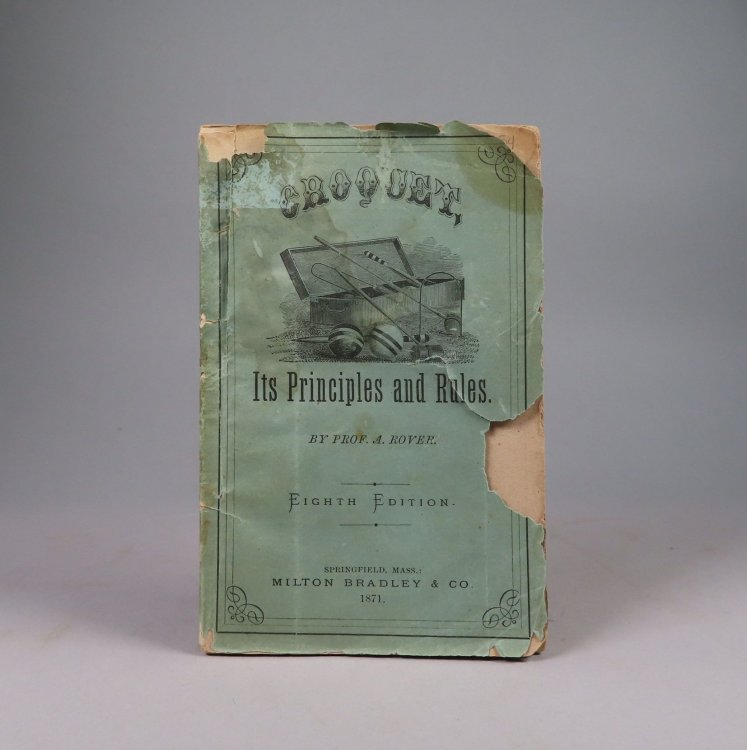 CROQUET,
Its Principles and Rules.
BY PROF. A. ROVER.
EIGHTH EDITION.
SPRINGFIELD, MASS.:
MILTON BRADLEY & CO.
1871.